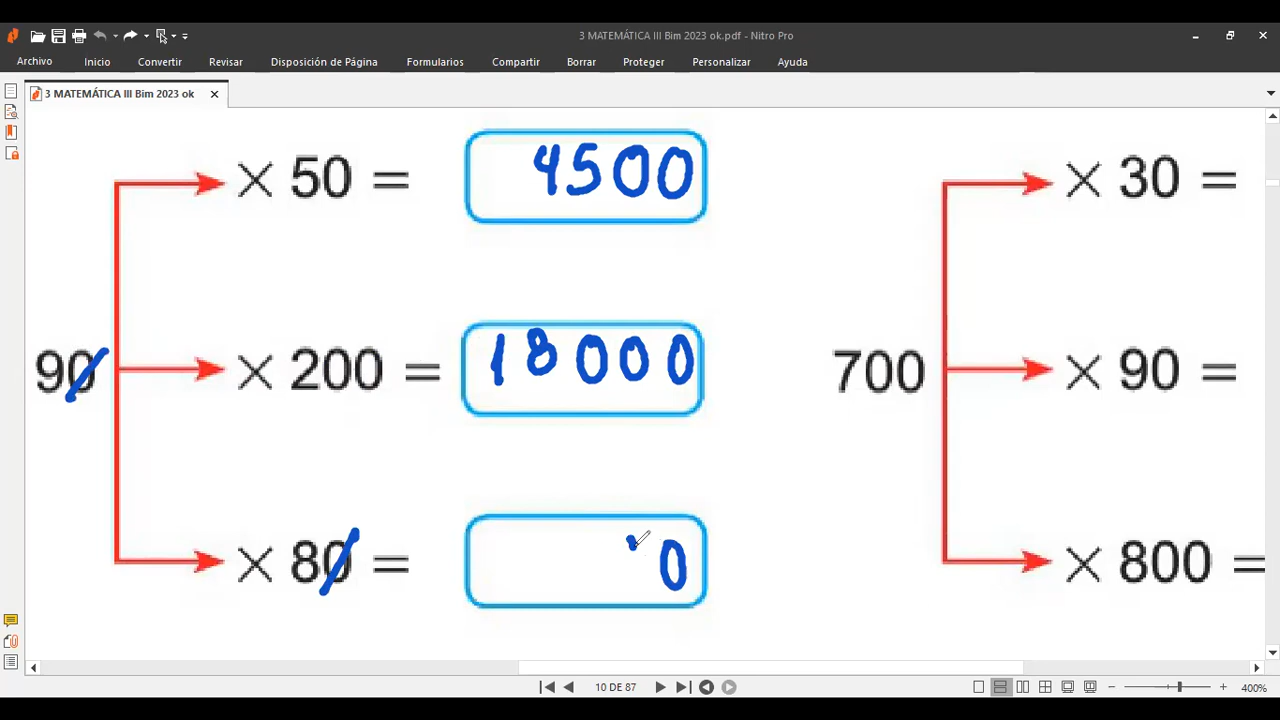 3 MATEMÁTICA III Bim 2023 ok.pdf - Nitro Pro
Archivo Inicio Convertir Revisar Disposición de Página Formularios Compartir Borrar Proteger Personalizar Ayuda
3 MATEMÁTICA III Bim 2023 ok
× 50 = 4500
90 × 200 = 18000
× 80 = 0
× 30 =
700 × 90 =
× 800 =
10 DE 87
400%